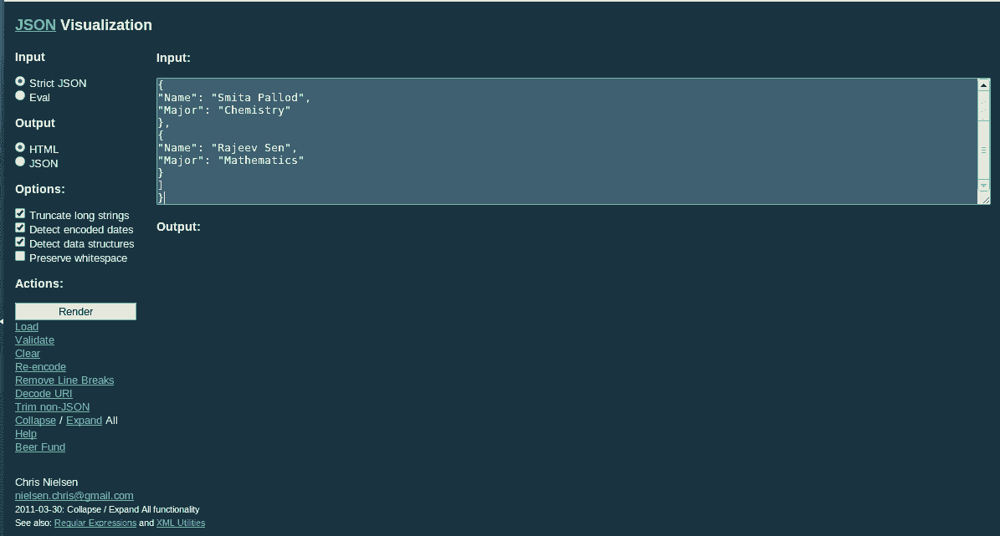 JSON Visualization
Input
Strict JSON
Eval
Output
HTML
JSON
Options:
Truncate long strings
Detect encoded dates
Detect data structures
Preserve whitespace
Actions:
Render
Load
Validate
Clear
Re-encode
Remove Line Breaks
Decode URI
Trim non-JSON
Collapse / Expand All
Help
Beer Fund
Chris Nielsen
nielsen.chris@gmail.com
2011-03-30: Collapse / Expand All functionality
See also: Regular Expressions and XML Utilities
Input:
{
"Name": "Smita Pallod",
"Major": "Chemistry"
},
{
"Name": "Rajeev Sen",
"Major": "Mathematics"
}
]
}
Output: